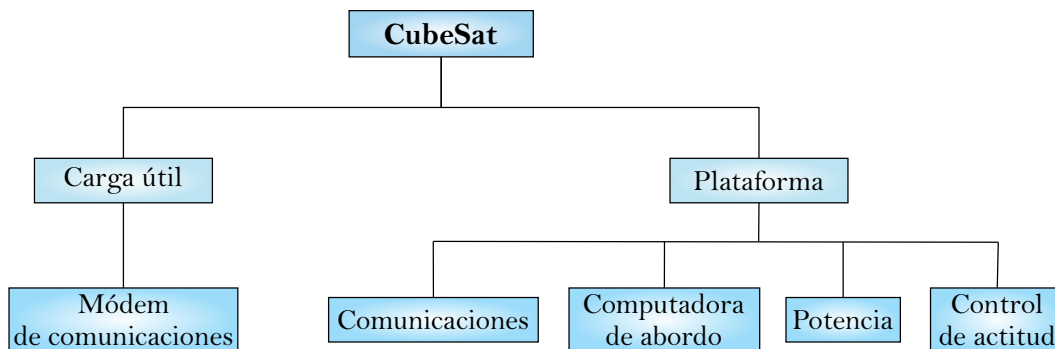 CubeSat
Carga útil
Plataforma
Módem
de comunicaciones
Comunicaciones
Computadora
de abordo
Potencia
Control
de actitud